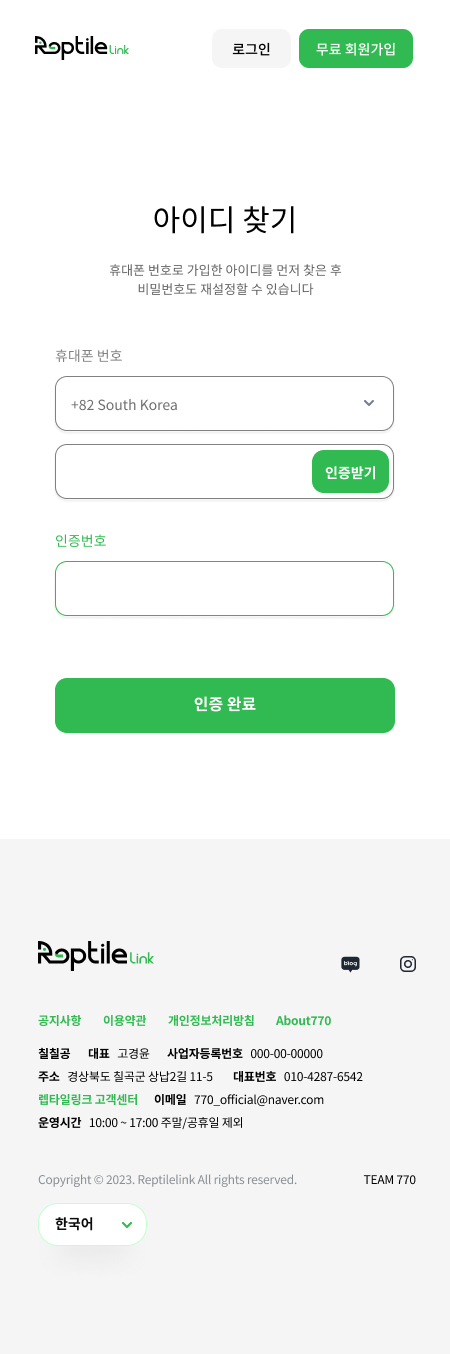 Reptile Link
로그인
무료 회원가입
아이디 찾기
휴대폰 번호로 가입한 아이디를 먼저 찾은 후
비밀번호도 재설정할 수 있습니다
휴대폰 번호
+82 South Korea
인증받기
인증번호
인증 완료
Reptile Link
blog
공지사항 이용약관 개인정보처리방침 About770
칠칠공 대표 고경윤 사업자등록번호 000-00-00000
주소 경상북도 칠곡군 상납2길 11-5 대표번호 010-4287-6542
렙타일링크 고객센터 이메일 770_official@naver.com
운영시간 10:00 ~ 17:00 주말/공휴일 제외
Copyright © 2023. Reptilelink All rights reserved. TEAM 770
한국어